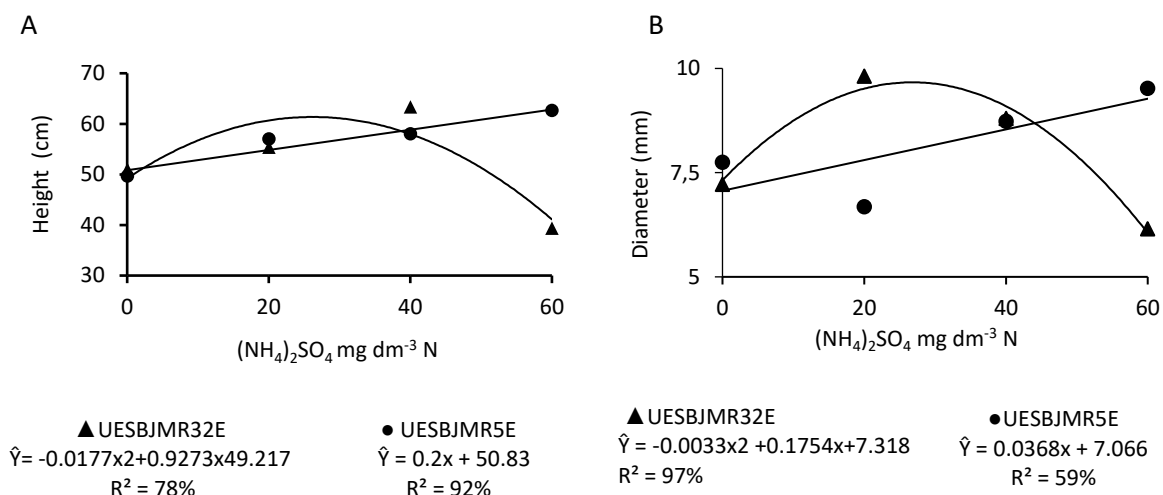 A
Height (cm)
70
60
50
40
30
0 20 40 60
(NH₄)₂SO₄ mg dm⁻³ N
▲ UESBJMR32E
Ŷ= -0.0177x2+0.9273x49.217
R² = 78%
● UESBJMR5E
Ŷ = 0.2x + 50.83
R² = 92%
B
Diameter (mm)
10
7,5
5
0 20 40 60
(NH₄)₂SO₄ mg dm⁻³ N
▲ UESBJMR32E
Ŷ = -0.0033x2 +0.1754x+7.318
R² = 97%
● UESBJMR5E
Ŷ = 0.0368x + 7.066
R² = 59%